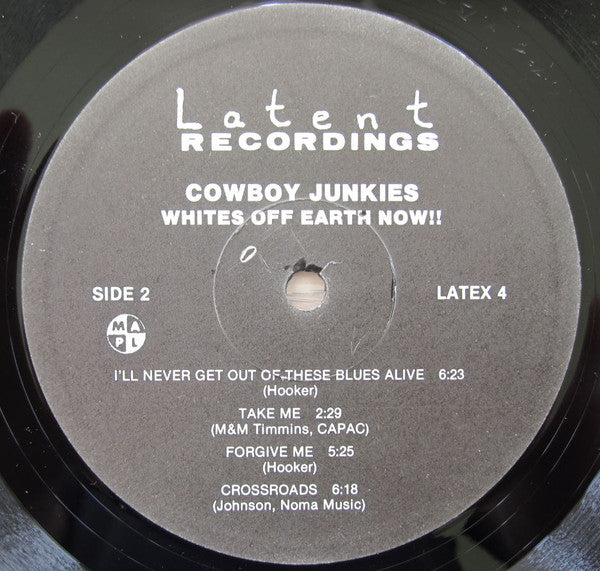 Latent
RECORDINGS
COWBOY JUNKIES
WHITES OFF EARTH NOW!!
SIDE 2
LATEX 4
MAPL
I'LL NEVER GET OUT OF THESE BLUES ALIVE 6:23
(Hooker)
TAKE ME 2:29
(M&M Timmins, CAPAC)
FORGIVE ME 5:25
(Hooker)
CROSSROADS 6:18
(Johnson, Noma Music)